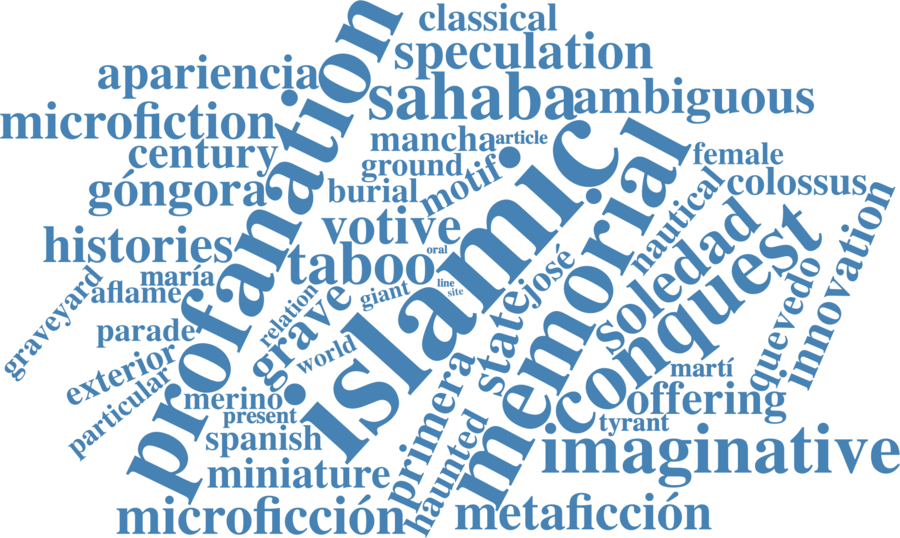 classical
speculation
apariencia
profanation
sahaba
ambiguous
microfiction
mancha
article
century
ground
motif
female
góngora
burial
islamic
memorial
nautical
colossus
histories
votive
taboo
oral
maría
aflame
graveyard
line
site
giant
josé
soledad
conquest
innovation
relation
grave
state
quevedo
parade
world
exterior
particular
merino
present
primera
martí
offering
tyrant
spanish
haunted
imaginative
miniature
microficción
metaficción